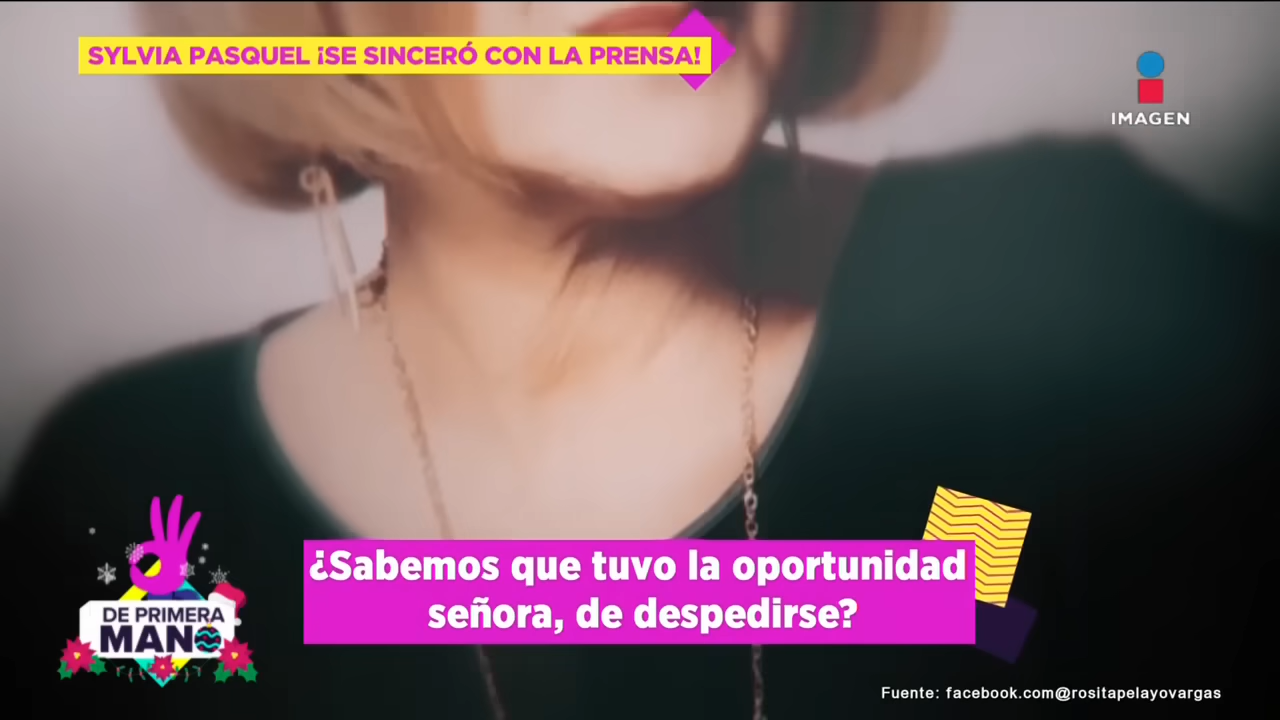 SYLVIA PASQUEL ¡SE SINCERÓ CON LA PRENSA!
IMAGEN
¿Sabemos que tuvo la oportunidad
señora, de despedirse?
DE PRIMERA
MANO
Fuente: facebook.com@rositapelayovargas